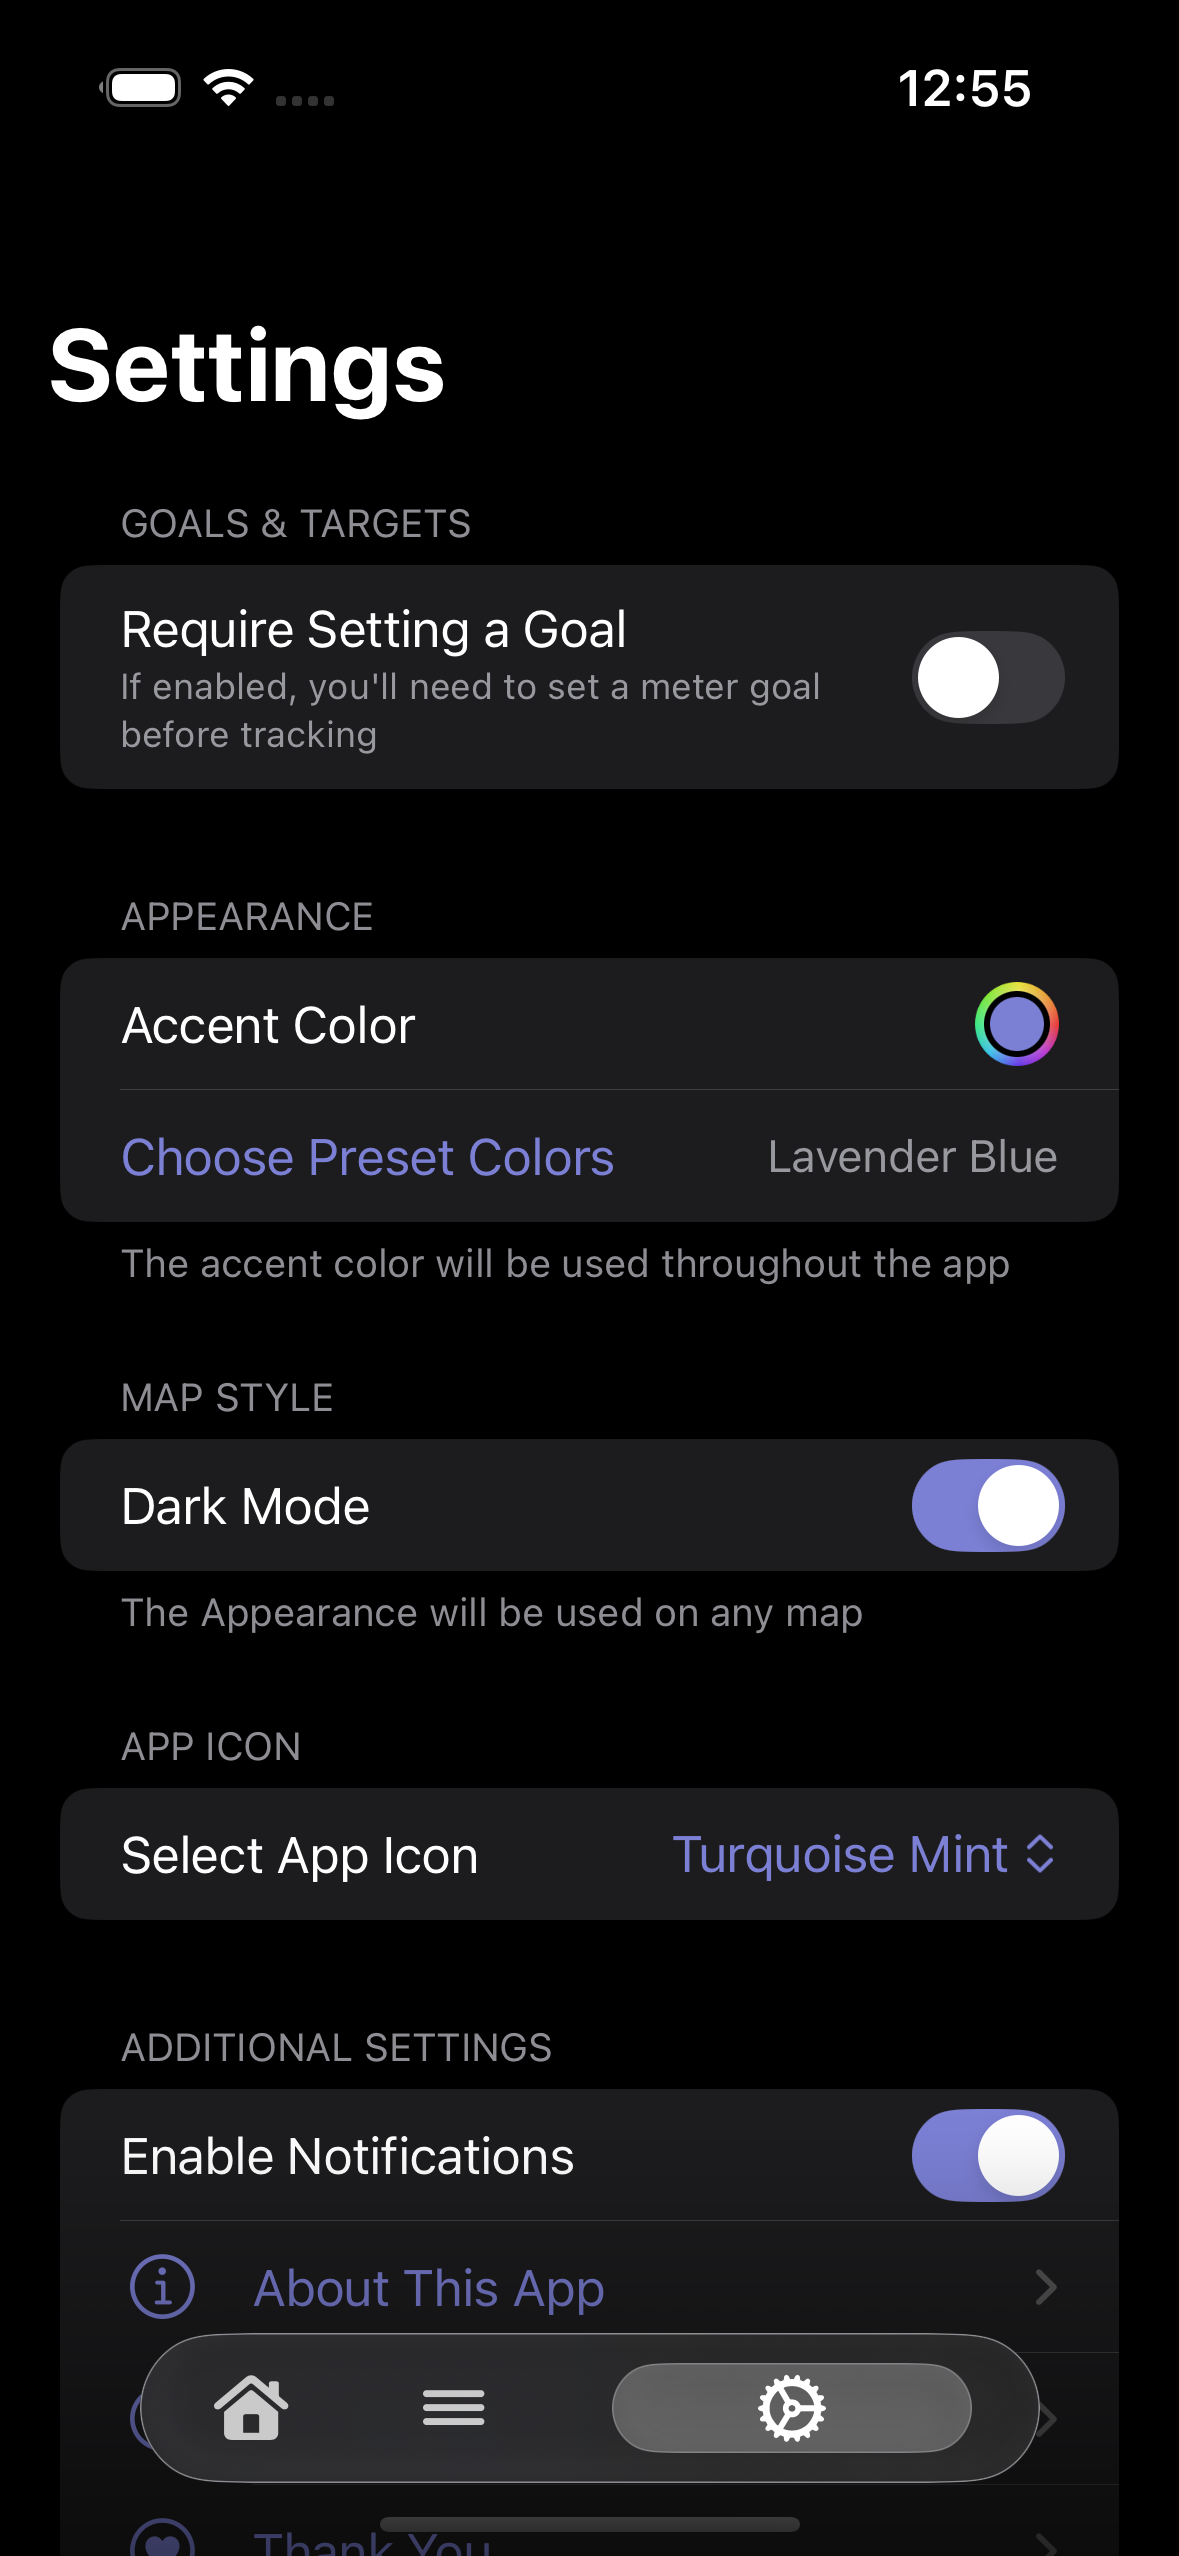 12:55
Settings
GOALS & TARGETS
Require Setting a Goal
If enabled, you'll need to set a meter goal
before tracking
APPEARANCE
Accent Color
Choose Preset Colors
Lavender Blue
The accent color will be used throughout the app
MAP STYLE
Dark Mode
The Appearance will be used on any map
APP ICON
Select App Icon
Turquoise Mint
ADDITIONAL SETTINGS
Enable Notifications
About This App
Thank You